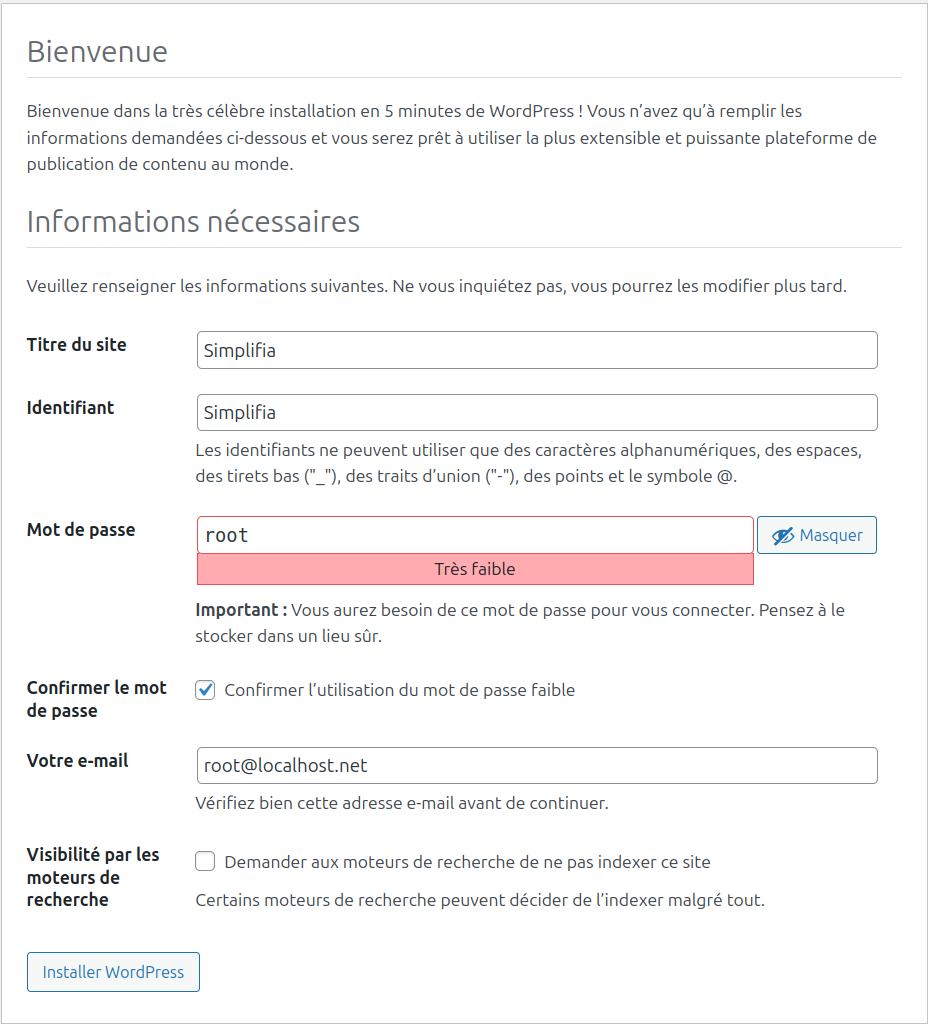 Bienvenue
Bienvenue dans la très célèbre installation en 5 minutes de WordPress ! Vous n’avez qu’à remplir les
informations demandées ci-dessous et vous serez prêt à utiliser la plus extensible et puissante plateforme de
publication de contenu au monde.
Informations nécessaires
Veuillez renseigner les informations suivantes. Ne vous inquiétez pas, vous pourrez les modifier plus tard.
Titre du site
Simplifia
Identifiant
Simplifia
Les identifiants ne peuvent utiliser que des caractères alphanumériques, des espaces,
des tirets bas ("_"), des traits d’union ("-"), des points et le symbole @.
Mot de passe
root
Masquer
Très faible
Important : Vous aurez besoin de ce mot de passe pour vous connecter. Pensez à le
stocker dans un lieu sûr.
Confirmer le mot
de passe
Confirmer l’utilisation du mot de passe faible
Votre e-mail
root@localhost.net
Vérifiez bien cette adresse e-mail avant de continuer.
Visibilité par les
moteurs de
recherche
Demander aux moteurs de recherche de ne pas indexer ce site
Certains moteurs de recherche peuvent décider de l’indexer malgré tout.
Installer WordPress